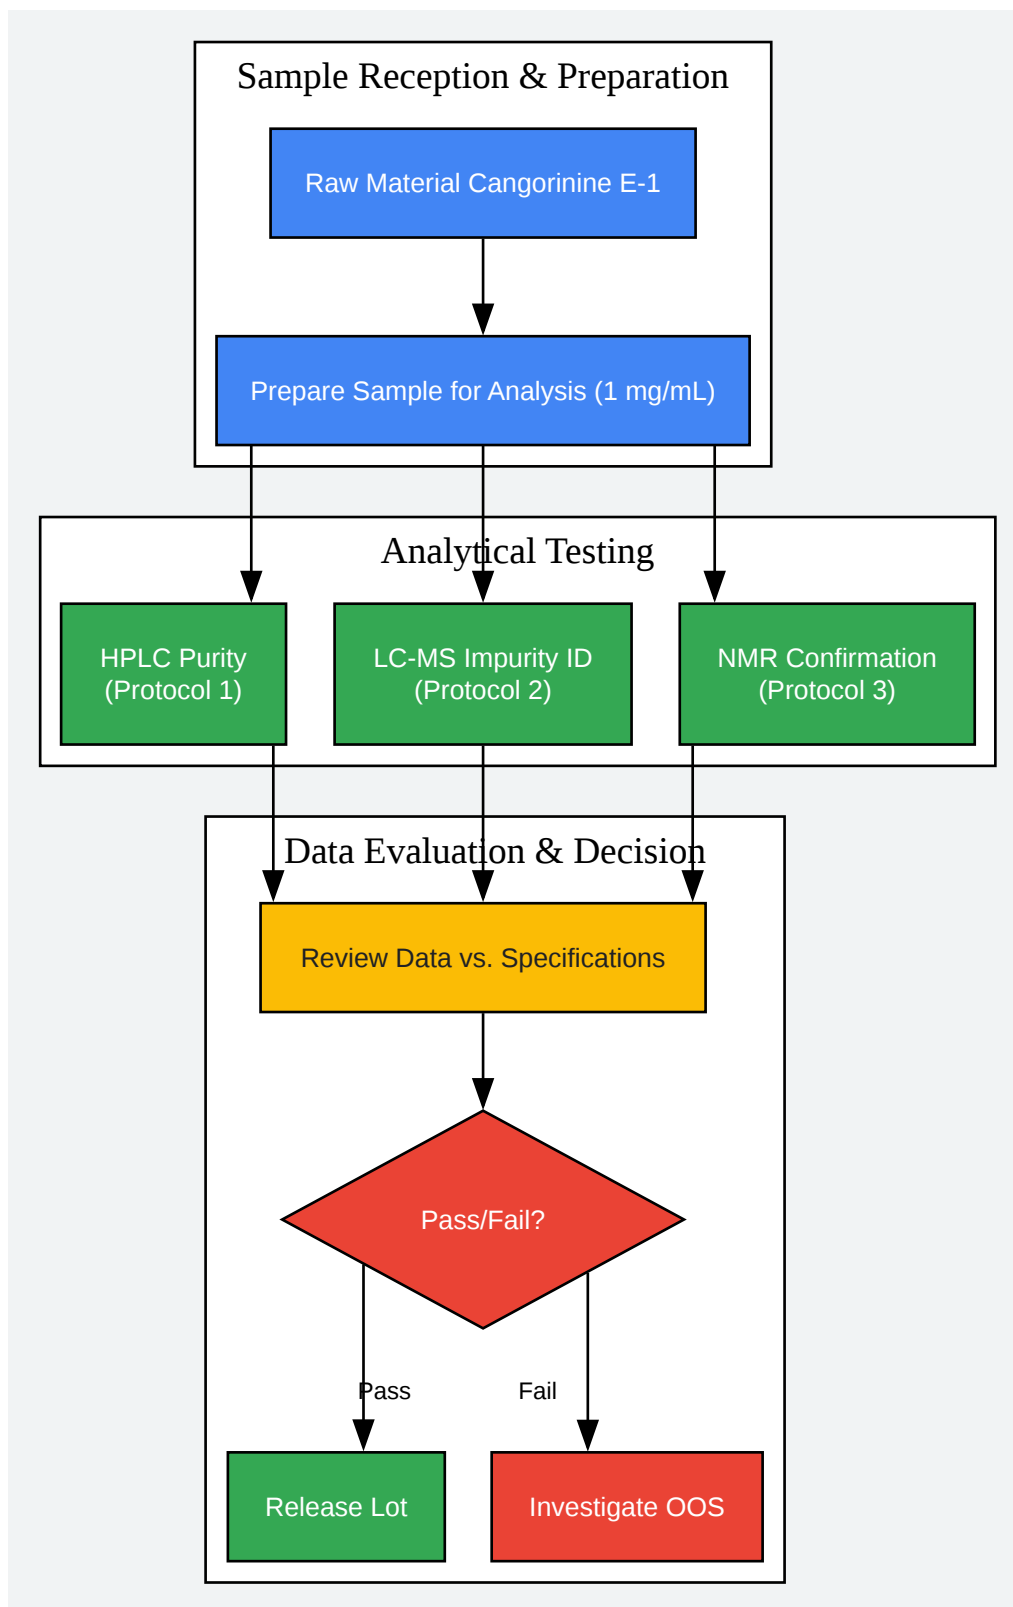 Sample Reception & Preparation
Raw Material Cangorinine E-1
Prepare Sample for Analysis (1 mg/mL)
Analytical Testing
HPLC Purity
(Protocol 1)
LC-MS Impurity ID
(Protocol 2)
NMR Confirmation
(Protocol 3)
Data Evaluation & Decision
Review Data vs. Specifications
Pass/Fail?
Pass
Fail
Release Lot
Investigate OOS